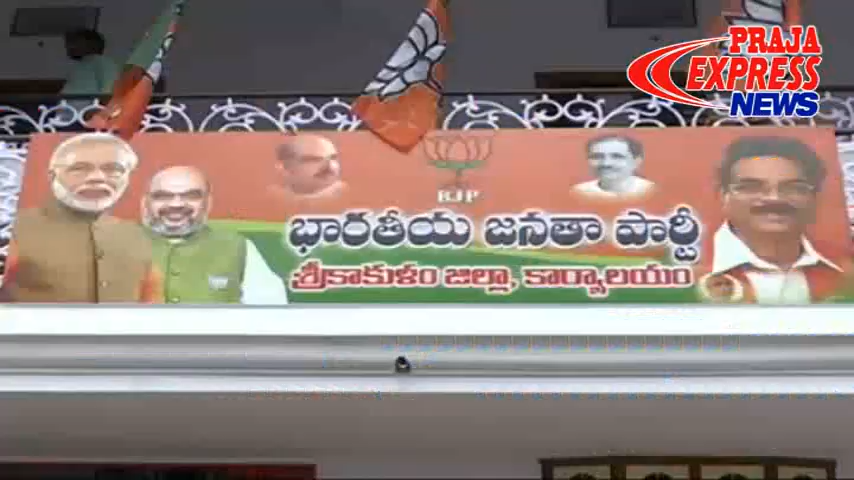 PRAJA
EXPRESS
NEWS
BJP
భారతీయ జనతా పార్టీ
శ్రీకాకుళం జిల్లా, కార్యాలయం